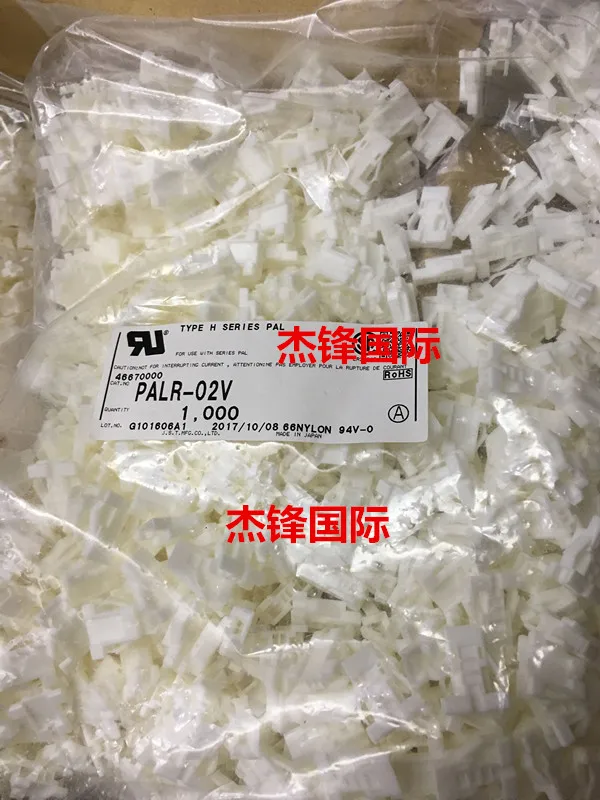 TYPE H SERIES PAL
FOR USE WITH SERIES PAL
杰锋国际
CAUTION:NOT FOR INTERRUPTING CURRENT, ATTENTION:NE PAS EMPLOYER POUR LA RUPTURE DE COURANT
46670000
RoHS
CAT.NO PALR-02V
QUANTITY 1,000
A
LOT.NO. G101606A1 2017/10/08 66NYLON 94V-0
J.S.T.MFG.CO.,LTD. MADE IN JAPAN
杰锋国际